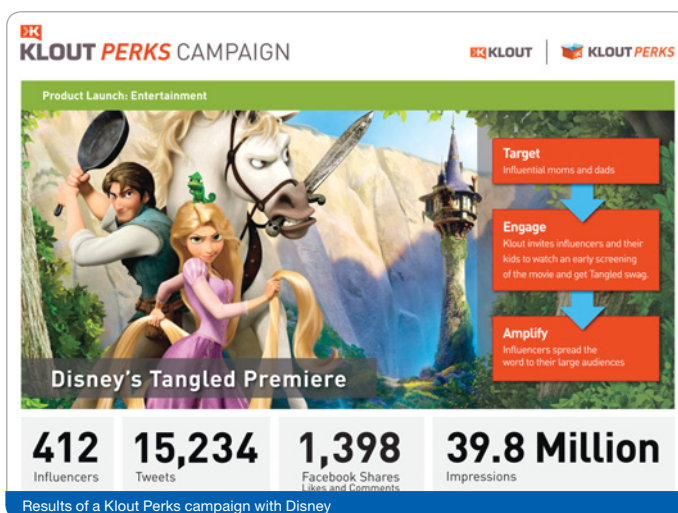 KLOUT PERKS CAMPAIGN
KLOUT
KLOUT PERKS
Product Launch: Entertainment
Target
Influential moms and dads
Engage
Klout invites influencers and their
kids to watch an early screening
of the movie and get Tangled swag.
Amplify
Influencers spread the
word to their large audiences
Disney's Tangled Premiere
412
Influencers
15,234
Tweets
1,398
Facebook Shares
Likes and Comments
39.8 Million
Impressions
Results of a Klout Perks campaign with Disney